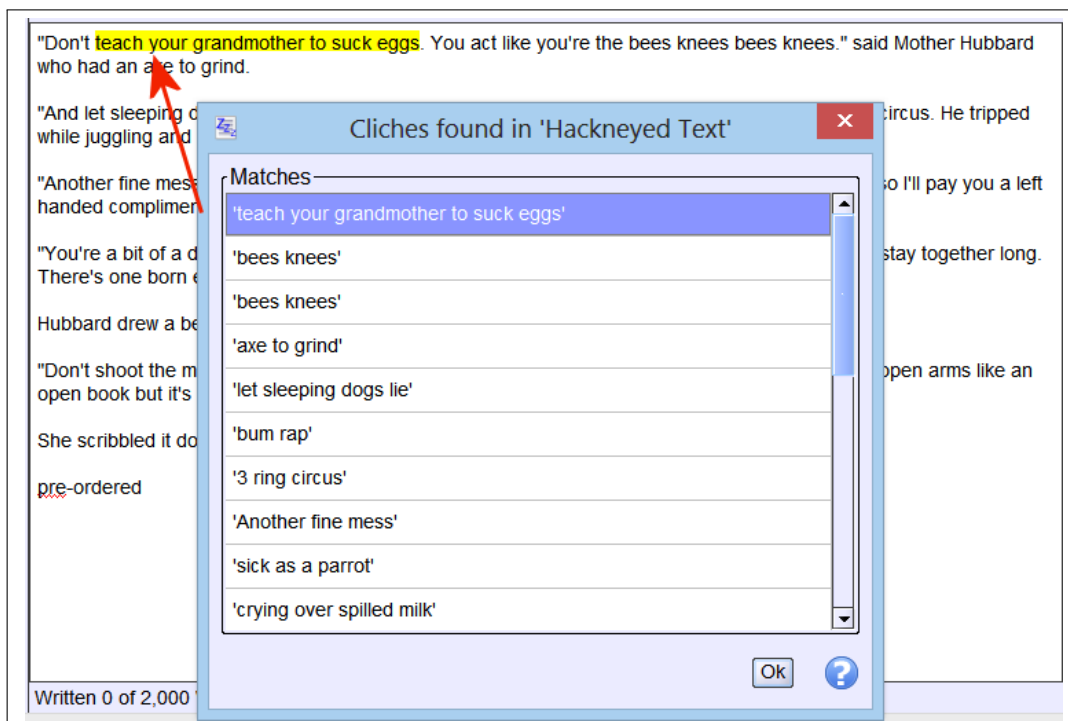 "Don't teach your grandmother to suck eggs. You act like you're the bees knees bees knees." said Mother Hubbard
who had an axe to grind.
"And let sleeping
circus. He tripped
while juggling and
"Another fine mess
so I'll pay you a left
handed complimen
"You're a bit of a d
stay together long.
There's one born
Hubbard drew a be
"Don't shoot the m
open arms like an
open book but it's
She scribbled it do
pre-ordered
Written 0 of 2,000
Cliches found in 'Hackneyed Text'
Matches
'teach your grandmother to suck eggs'
'bees knees'
'bees knees'
'axe to grind'
'let sleeping dogs lie'
'bum rap'
'3 ring circus'
'Another fine mess'
'sick as a parrot'
'crying over spilled milk'
Ok
?